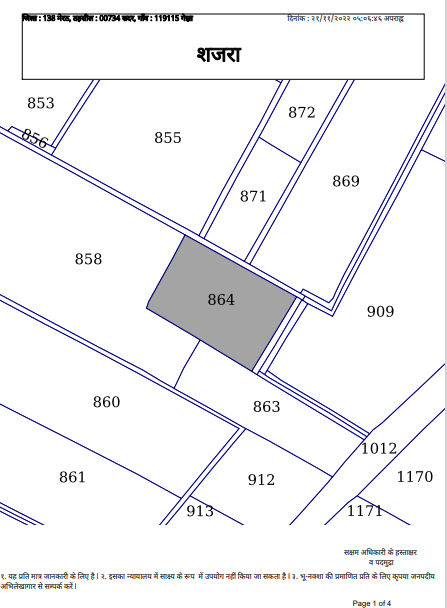 जिला : 138 मेरठ, तहसील : 00734 सदर, गाँव : 119115 गेझा
दिनांक : २१/११/२०२२ ०५:०६:४६ अपराह्न
शजरा
853
872
855
856
869
871
858
864
909
860
863
1012
861
912
1170
913
1171
सक्षम अधिकारी के हस्ताक्षर
व पदमुद्रा
१. यह प्रति मात्र जानकारी के लिए है। २. इसका न्यायालय में साक्ष्य के रूप में उपयोग नहीं किया जा सकता है। ३. भू-नक्शा की प्रमाणित प्रति के लिए कृपया जनपदीय
अभिलेखागार से सम्पर्क करें।
Page 1 of 4